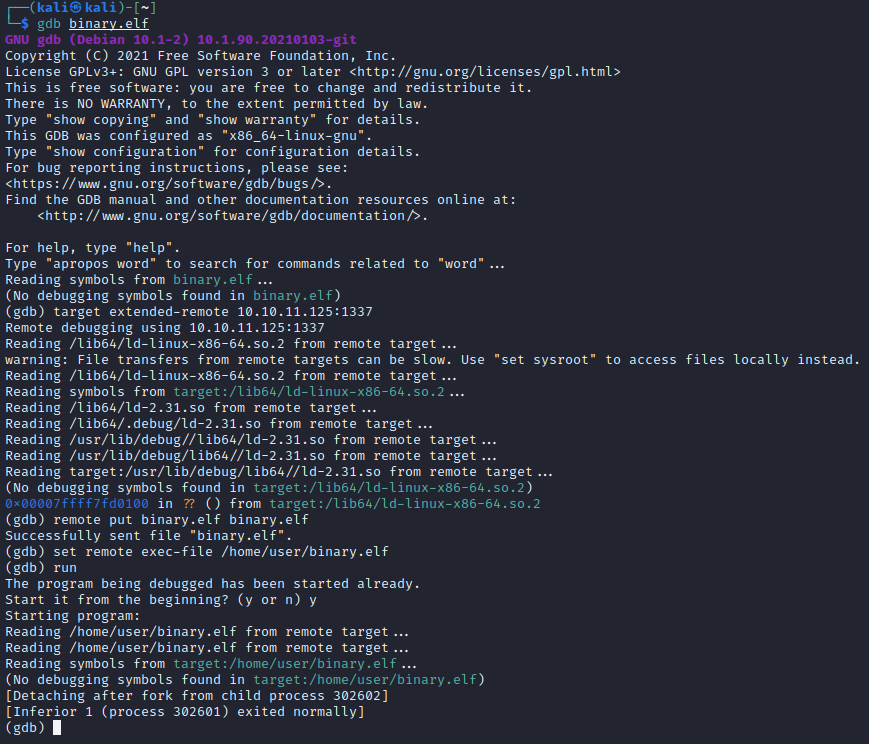 ┌──(kali㉿kali)-[~]
└─$ gdb binary.elf
GNU gdb (Debian 10.1-2) 10.1.90.20210103-git
Copyright (C) 2021 Free Software Foundation, Inc.
License GPLv3+: GNU GPL version 3 or later <http://gnu.org/licenses/gpl.html>
This is free software: you are free to change and redistribute it.
There is NO WARRANTY, to the extent permitted by law.
Type "show copying" and "show warranty" for details.
This GDB was configured as "x86_64-linux-gnu".
Type "show configuration" for configuration details.
For bug reporting instructions, please see:
<https://www.gnu.org/software/gdb/bugs/>.
Find the GDB manual and other documentation resources online at:
    <http://www.gnu.org/software/gdb/documentation/>.

For help, type "help".
Type "apropos word" to search for commands related to "word"...
Reading symbols from binary.elf...
(No debugging symbols found in binary.elf)
(gdb) target extended-remote 10.10.11.125:1337
Remote debugging using 10.10.11.125:1337
Reading /lib64/ld-linux-x86-64.so.2 from remote target...
warning: File transfers from remote targets can be slow. Use "set sysroot" to access files locally instead.
Reading /lib64/ld-linux-x86-64.so.2 from remote target...
Reading symbols from target:/lib64/ld-linux-x86-64.so.2...
Reading /lib64/ld-2.31.so from remote target...
Reading /lib64/.debug/ld-2.31.so from remote target...
Reading /usr/lib/debug//lib64/ld-2.31.so from remote target...
Reading /usr/lib/debug/lib64//ld-2.31.so from remote target...
Reading target:/usr/lib/debug/lib64//ld-2.31.so from remote target...
(No debugging symbols found in target:/lib64/ld-linux-x86-64.so.2)
0x00007ffff7fd0100 in ?? () from target:/lib64/ld-linux-x86-64.so.2
(gdb) remote put binary.elf binary.elf
Successfully sent file "binary.elf".
(gdb) set remote exec-file /home/user/binary.elf
(gdb) run
The program being debugged has been started already.
Start it from the beginning? (y or n) y
Starting program:
Reading /home/user/binary.elf from remote target...
Reading /home/user/binary.elf from remote target...
Reading symbols from target:/home/user/binary.elf...
(No debugging symbols found in target:/home/user/binary.elf)
[Detaching after fork from child process 302602]
[Inferior 1 (process 302601) exited normally]
(gdb)